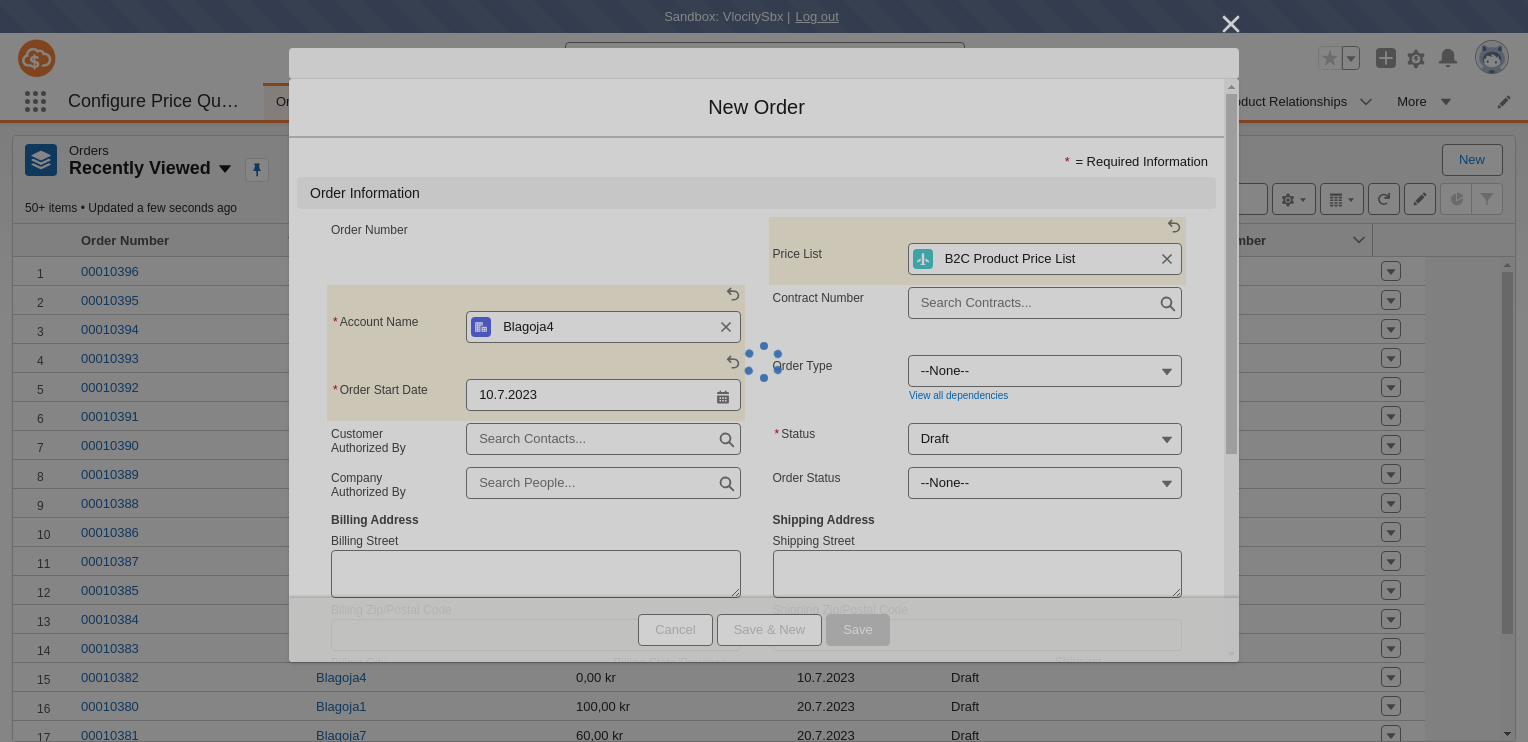 Sandbox: VlocitySbx | Log out
Configure Price Qu...
Or
oduct Relationships
More
Orders
Recently Viewed
New
50+ items • Updated a few seconds ago
Order Number
mber
1 00010396
2 00010395
3 00010394
4 00010393
5 00010392
6 00010391
7 00010390
8 00010389
9 00010388
10 00010386
11 00010387
12 00010385
13 00010384
14 00010383
15 00010382 Blagoja4 0,00 kr 10.7.2023 Draft
16 00010380 Blagoja1 100,00 kr 20.7.2023 Draft
17 00010381 Blagoja7 60,00 kr 20.7.2023 Draft
New Order
* = Required Information
Order Information
Order Number
Price List B2C Product Price List
*Account Name Blagoja4
Contract Number Search Contracts...
*Order Start Date 10.7.2023
Order Type --None--
View all dependencies
Customer
Authorized By
Search Contacts...
*Status Draft
Company
Authorized By
Search People...
Order Status --None--
Billing Address Shipping Address
Billing Street Shipping Street
Billing Zip/Postal Code Shipping Zip/Postal Code
Cancel Save & New Save